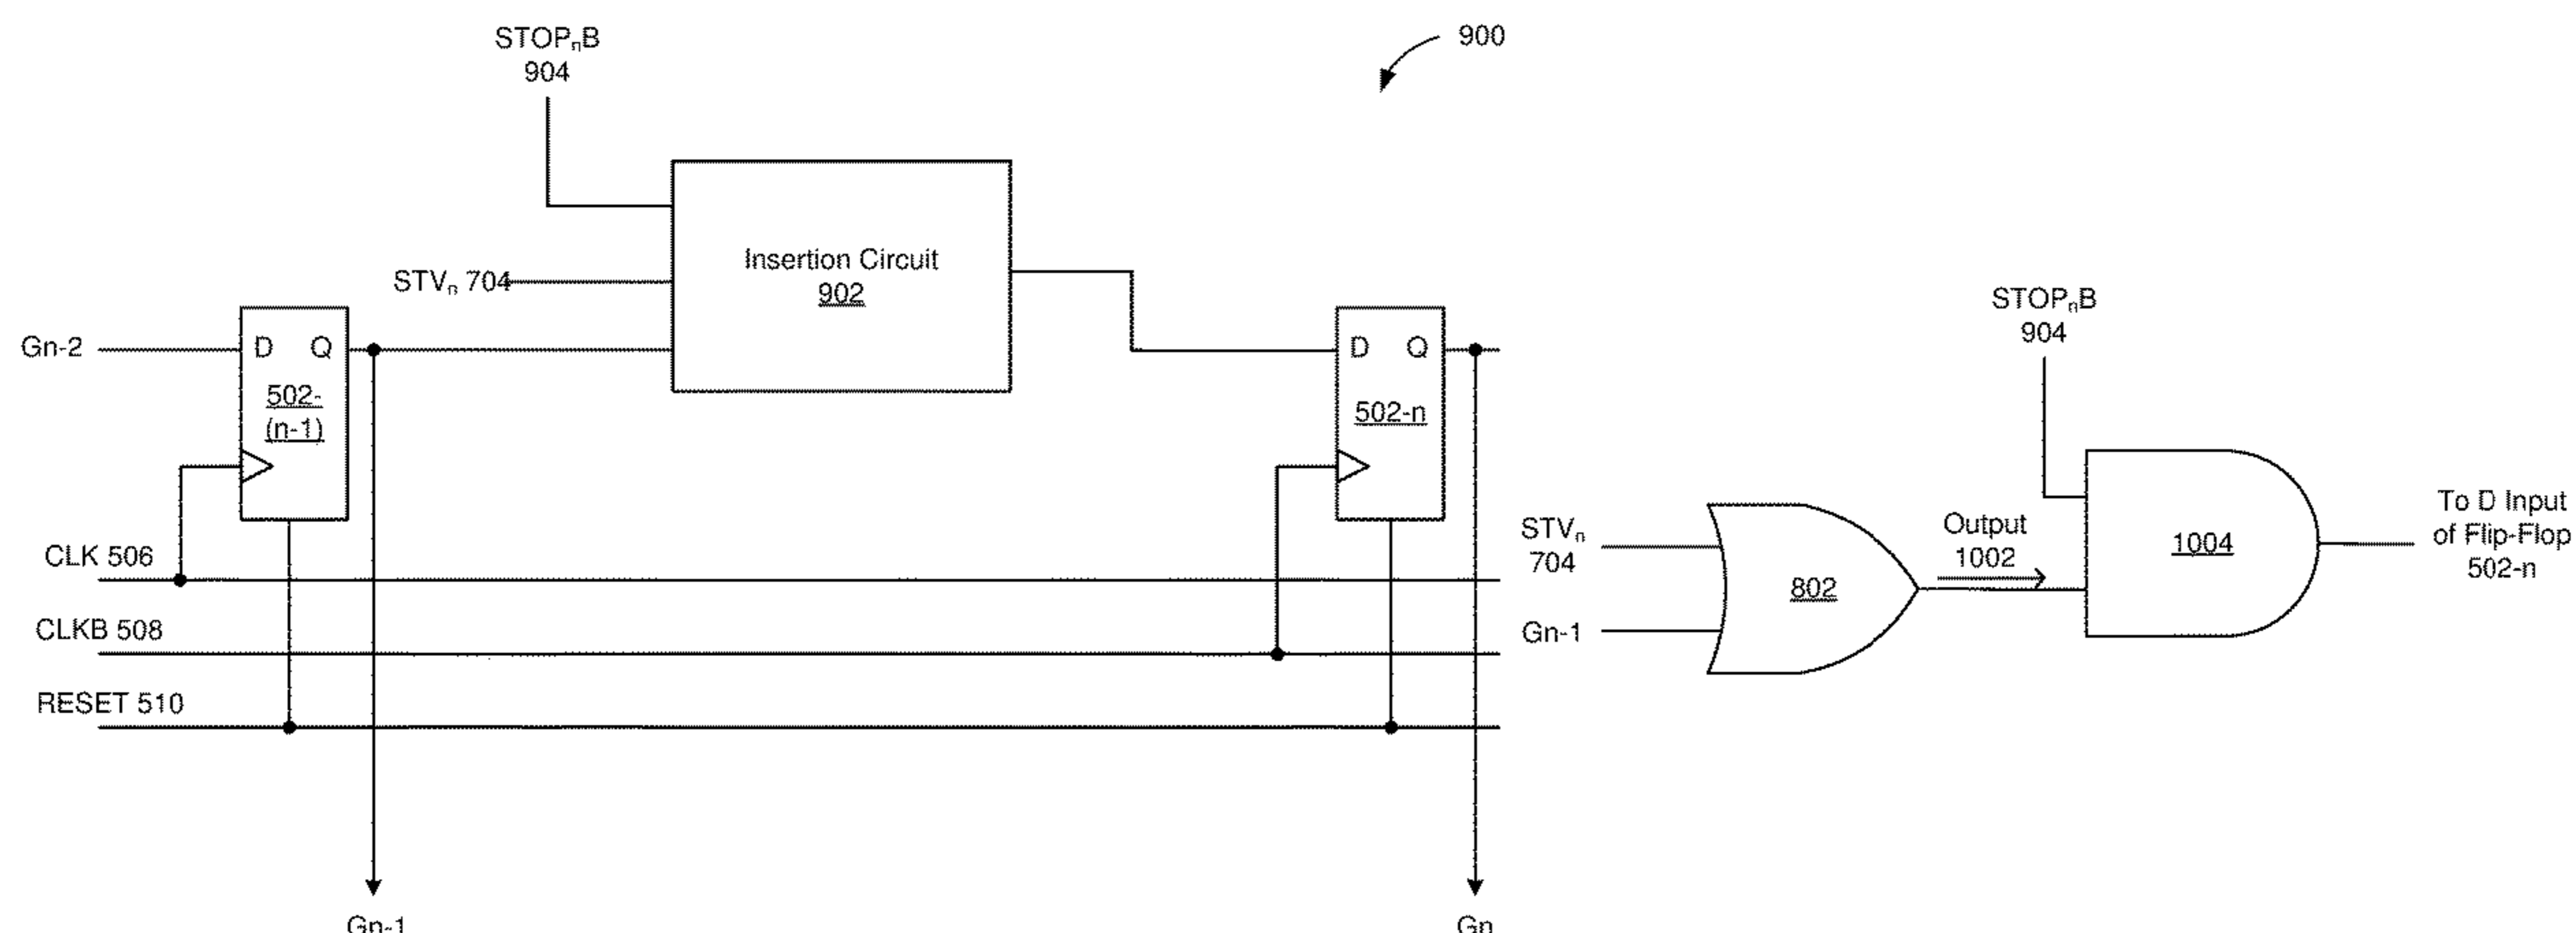 STOPnB
904
900
Insertion Circuit
902
STVn 704
Gn-2
D Q
502-
(n-1)
D Q
502-n
CLK 506
CLKB 508
RESET 510
Gn-1
Gn
STOPnB
904
STVn
704
Gn-1
802
Output
1002
1004
To D Input
of Flip-Flop
502-n